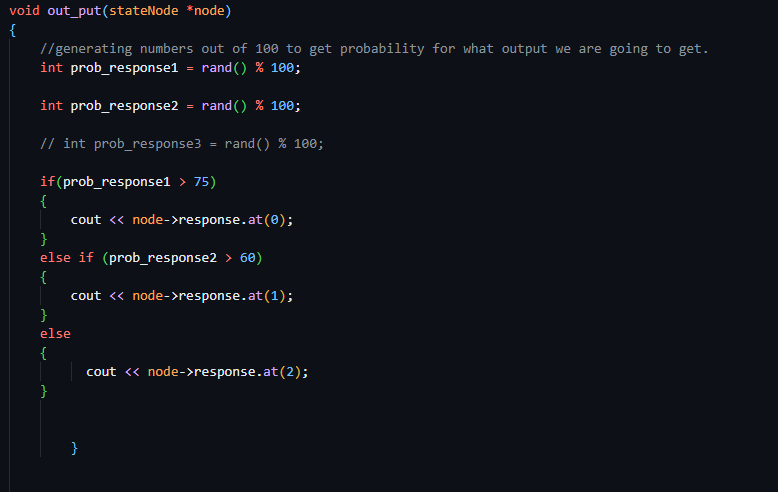 void out_put(stateNode *node)
{
    //generating numbers out of 100 to get probability for what output we are going to get.
    int prob_response1 = rand() % 100;

    int prob_response2 = rand() % 100;

    // int prob_response3 = rand() % 100;

    if(prob_response1 > 75)
    {
        cout << node->response.at(0);
    }
    else if (prob_response2 > 60)
    {
        cout << node->response.at(1);
    }
    else
    {
          cout << node->response.at(2);
    }


        }